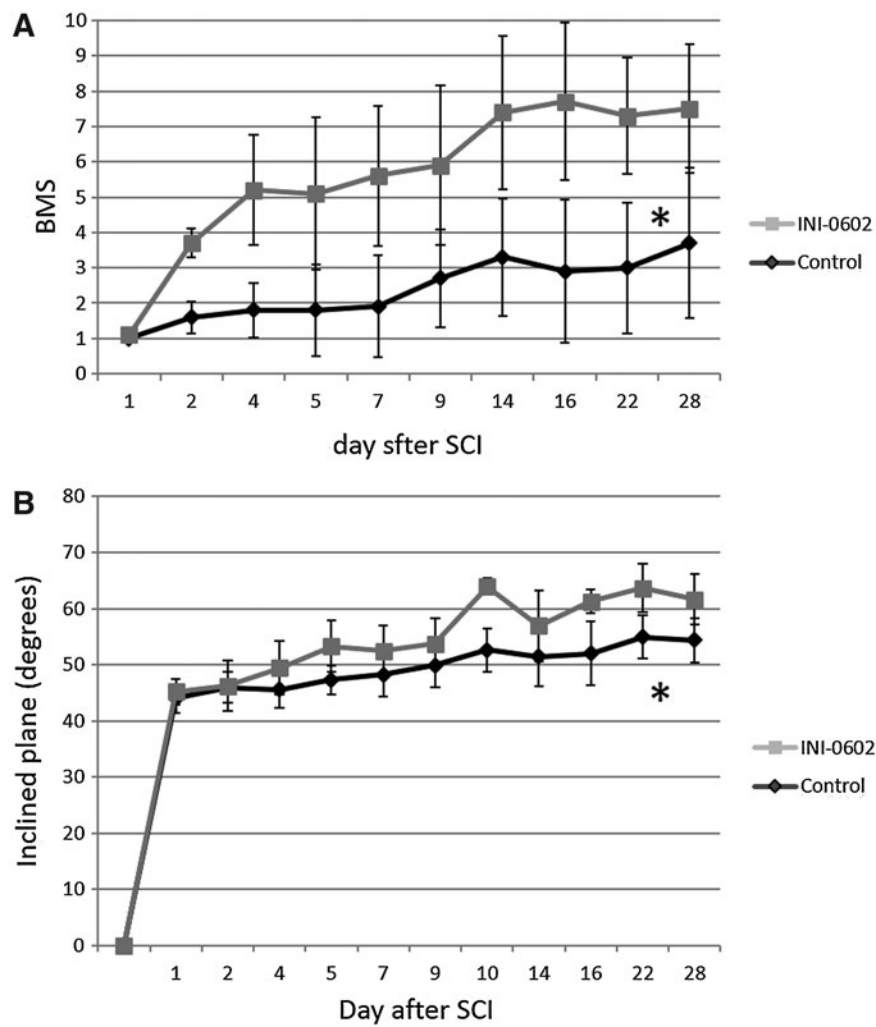 A
10
9
8
7
6
5
4
3
2
1
0
BMS
1 2 4 5 7 9 14 16 22 28
day sfter SCI
*
INI-0602
Control
B
80
70
60
50
40
30
20
10
0
Inclined plane (degrees)
1 2 4 5 7 9 10 14 16 22 28
Day after SCI
*
INI-0602
Control